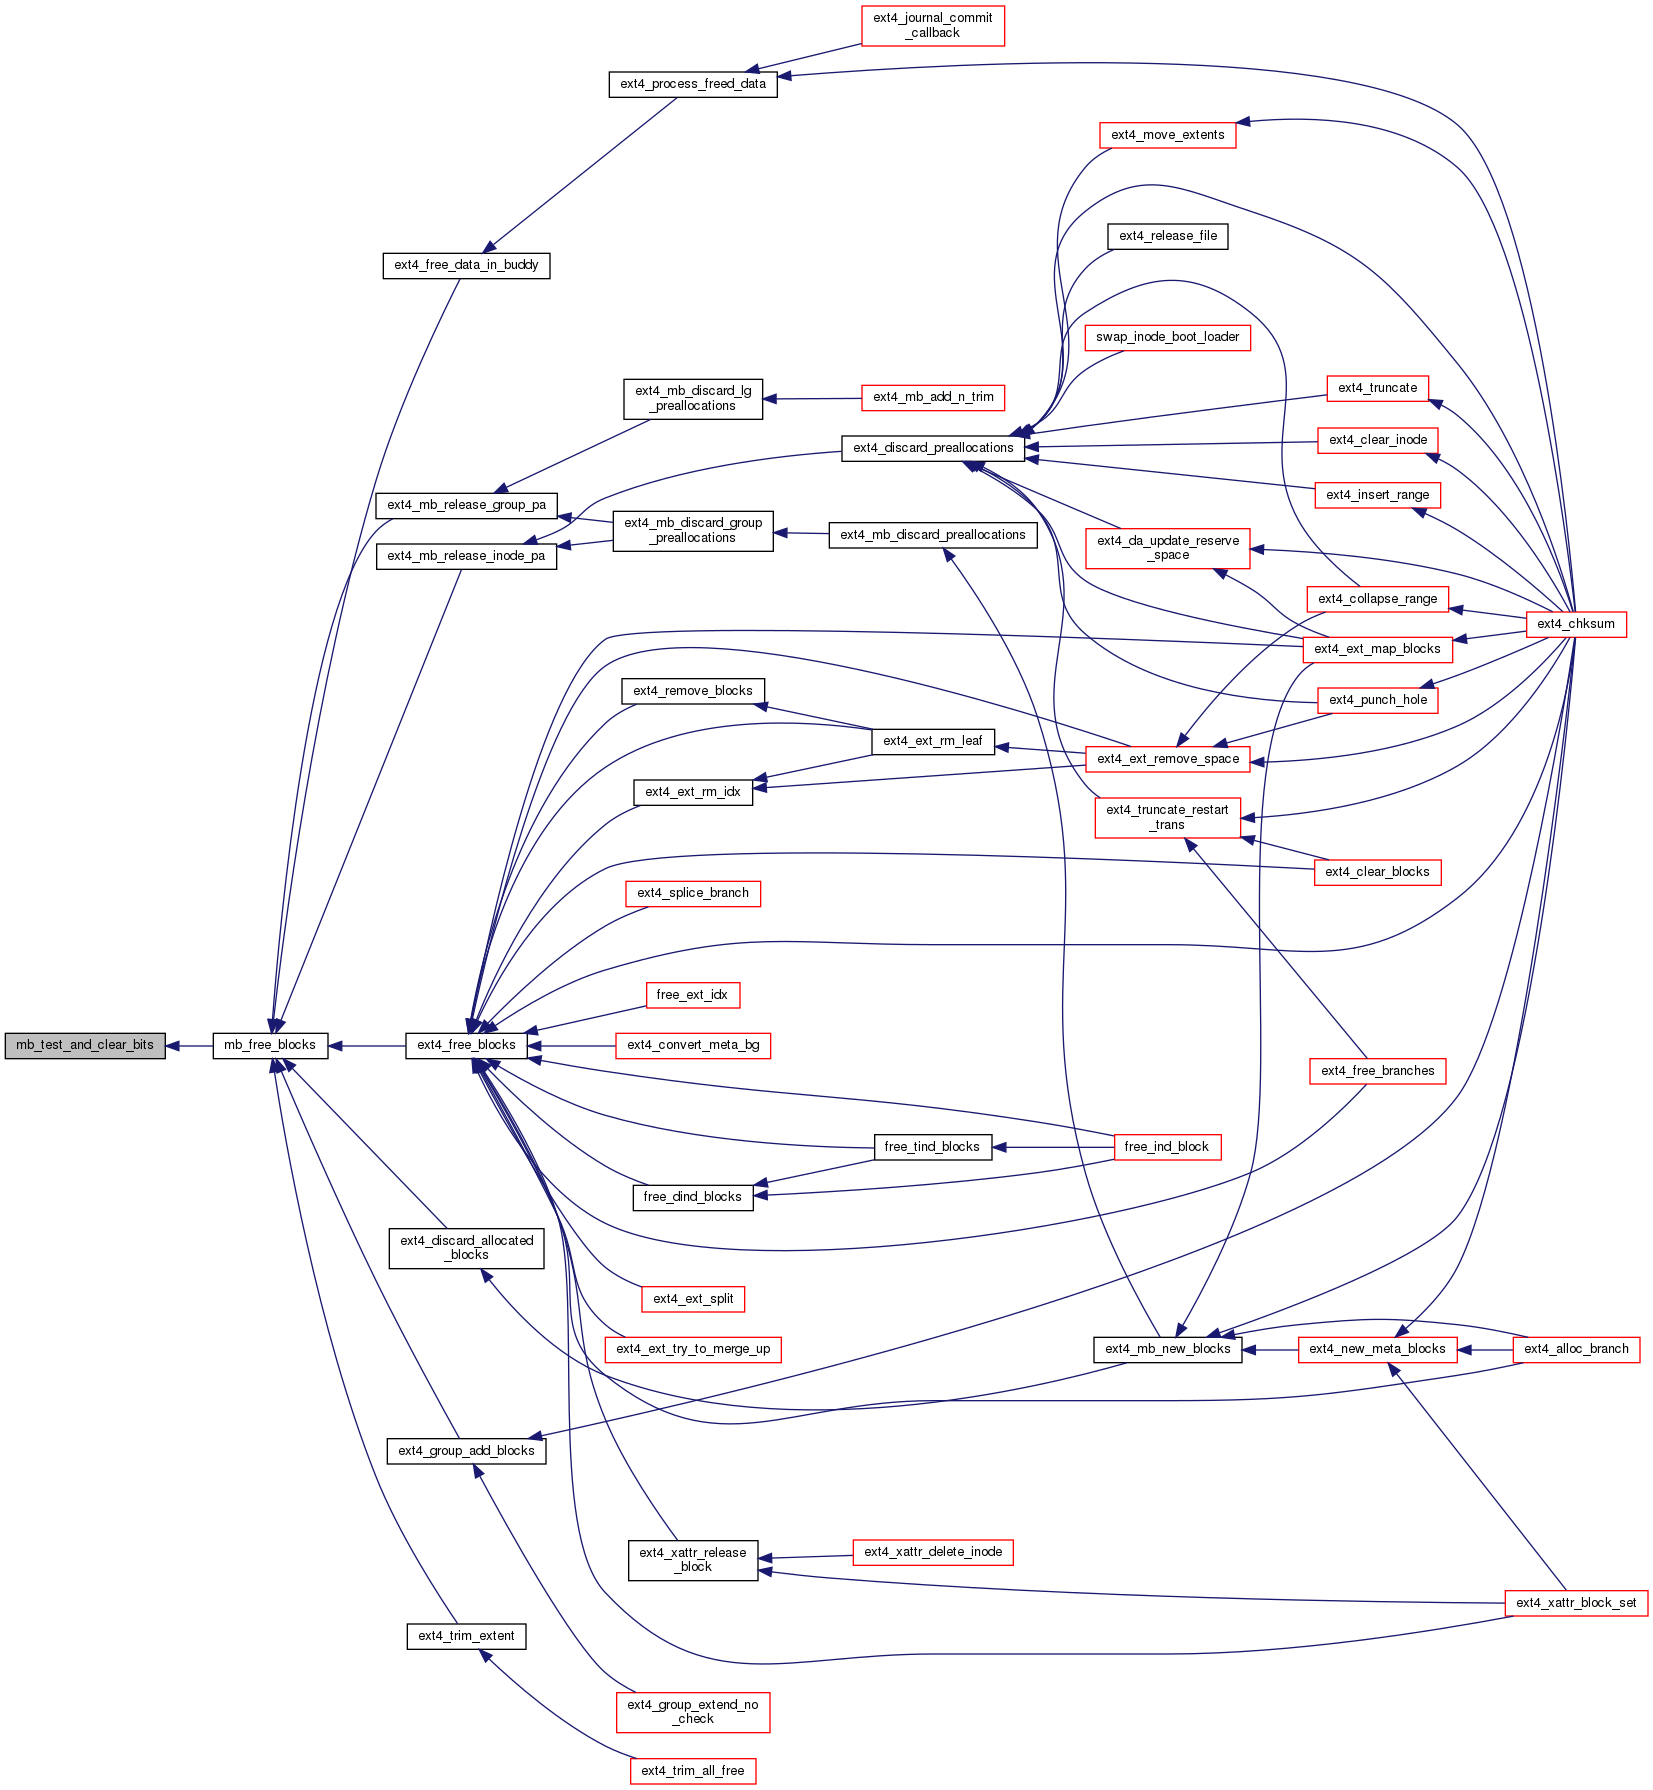 ext4_journal_commit
_callback
ext4_process_freed_data
ext4_move_extents
ext4_release_file
ext4_free_data_in_buddy
swap_inode_boot_loader
ext4_mb_discard_lg
_preallocations
ext4_mb_add_n_trim
ext4_truncate
ext4_discard_preallocations
ext4_clear_inode
ext4_mb_release_group_pa
ext4_insert_range
ext4_mb_discard_group
_preallocations
ext4_mb_discard_preallocations
ext4_mb_release_inode_pa
ext4_da_update_reserve
_space
ext4_collapse_range
ext4_chksum
ext4_ext_map_blocks
ext4_remove_blocks
ext4_punch_hole
ext4_ext_rm_leaf
ext4_ext_remove_space
ext4_ext_rm_idx
ext4_truncate_restart
_trans
ext4_clear_blocks
ext4_splice_branch
free_ext_idx
mb_test_and_clear_bits
mb_free_blocks
ext4_free_blocks
ext4_convert_meta_bg
ext4_free_branches
free_tind_blocks
free_ind_block
free_dind_blocks
ext4_discard_allocated
_blocks
ext4_ext_split
ext4_ext_try_to_merge_up
ext4_mb_new_blocks
ext4_new_meta_blocks
ext4_alloc_branch
ext4_group_add_blocks
ext4_xattr_release
_block
ext4_xattr_delete_inode
ext4_xattr_block_set
ext4_trim_extent
ext4_group_extend_no
_check
ext4_trim_all_free